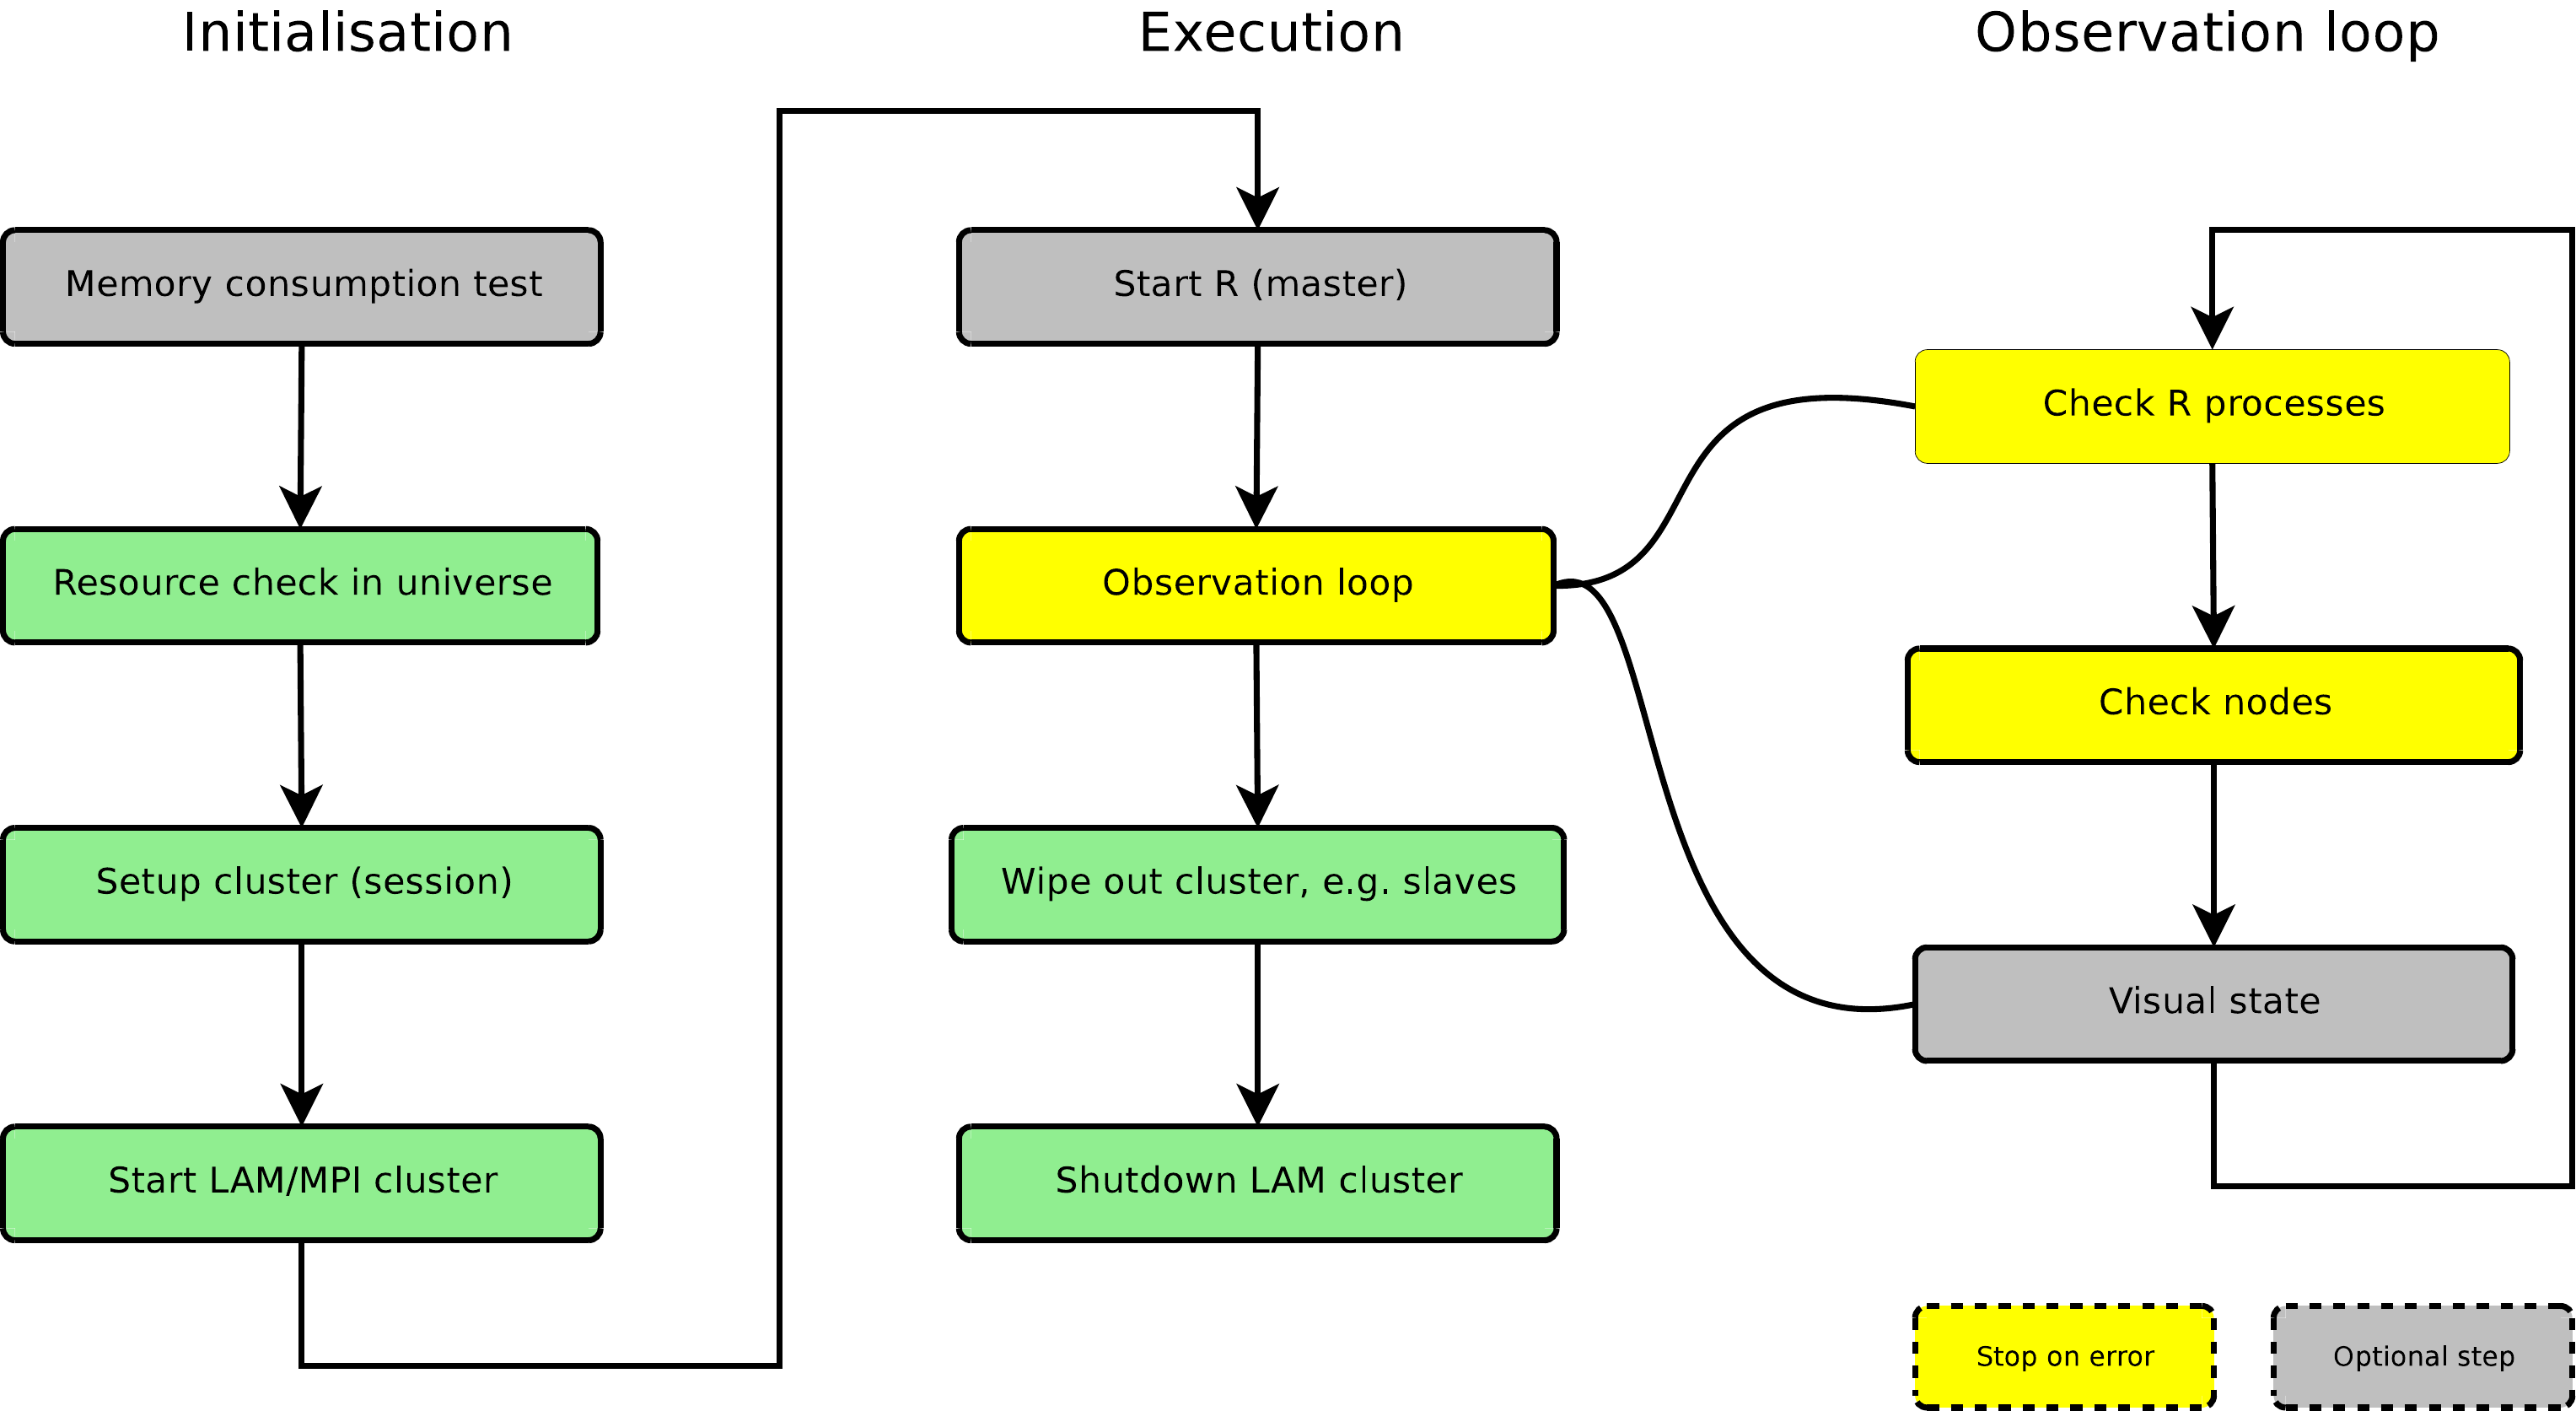 Initialisation
Execution
Observation loop
Memory consumption test
Resource check in universe
Setup cluster (session)
Start LAM/MPI cluster
Start R (master)
Observation loop
Wipe out cluster, e.g. slaves
Shutdown LAM cluster
Check R processes
Check nodes
Visual state
Stop on error
Optional step